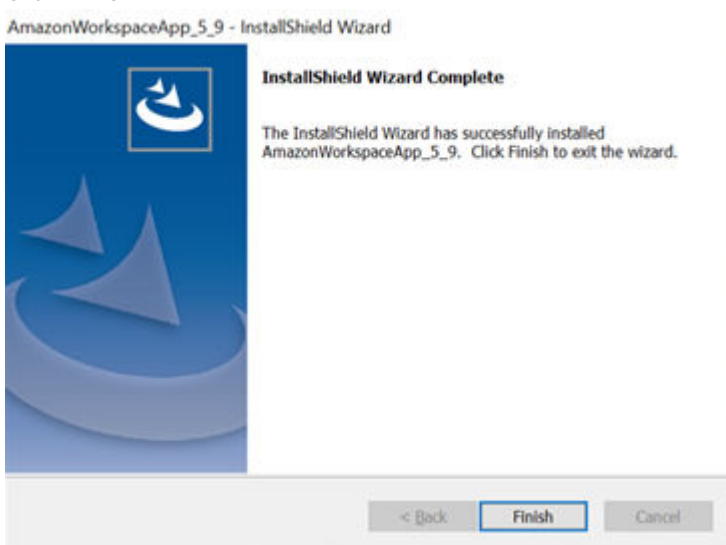 AmazonWorkspaceApp_5_9 - InstallShield Wizard
InstallShield Wizard Complete
The InstallShield Wizard has successfully installed
AmazonWorkspaceApp_5_9. Click Finish to exit the wizard.
< Back
Finish
Cancel